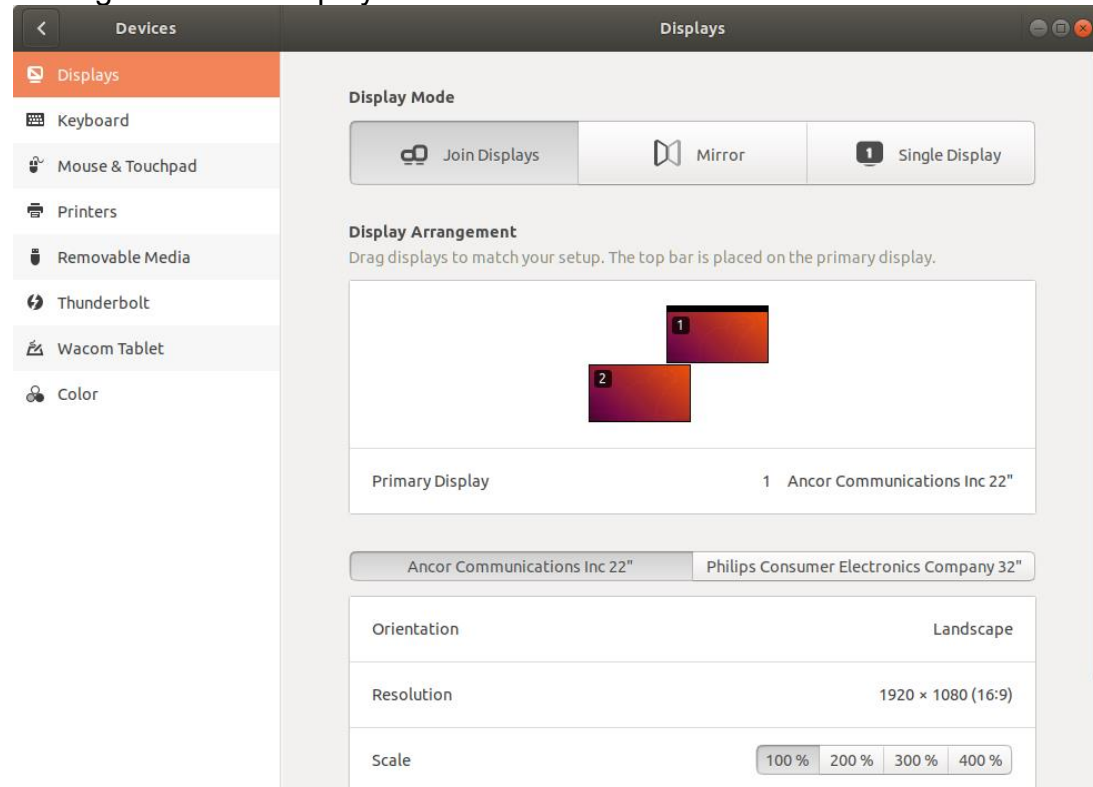 Devices
Displays
Displays
Keyboard
Mouse & Touchpad
Printers
Removable Media
Thunderbolt
Wacom Tablet
Color
Display Mode
Join Displays
Mirror
1 Single Display
Display Arrangement
Drag displays to match your setup. The top bar is placed on the primary display.
1
2
Primary Display 1 Ancor Communications Inc 22"
Ancor Communications Inc 22" Philips Consumer Electronics Company 32"
Orientation Landscape
Resolution 1920 × 1080 (16:9)
Scale 100 % 200 % 300 % 400 %